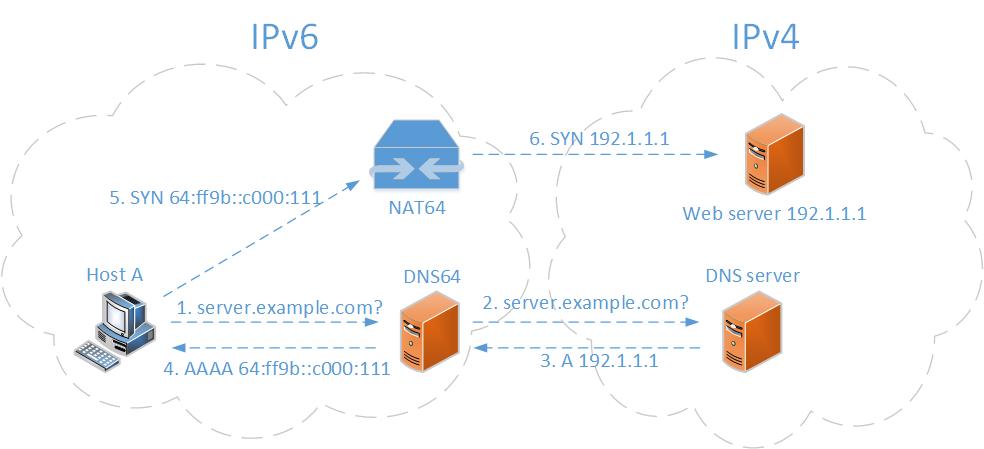 IPv6
IPv4
6. SYN 192.1.1.1
5. SYN 64:ff9b::c000:111
NAT64
Web server 192.1.1.1
Host A
DNS64
DNS server
1. server.example.com?
2. server.example.com?
4. AAAA 64:ff9b::c000:111
3. A 192.1.1.1